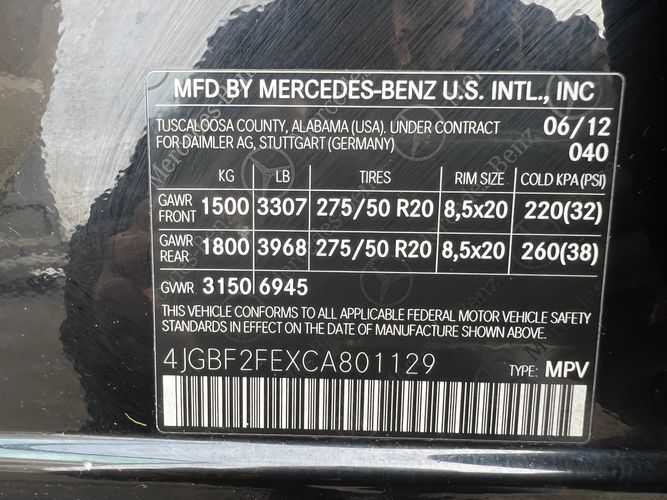 MFD BY MERCEDES-BENZ U.S. INTL., INC
TUSCALOOSA COUNTY, ALABAMA (USA). UNDER CONTRACT 06/12
FOR DAIMLER AG, STUTTGART (GERMANY) 040
KG LB TIRES RIM SIZE COLD KPA (PSI)
GAWR FRONT 1500 3307 275/50 R20 8,5x20 220(32)
GAWR REAR 1800 3968 275/50 R20 8,5x20 260(38)
GVWR 3150 6945
THIS VEHICLE CONFORMS TO ALL APPLICABLE FEDERAL MOTOR VEHICLE SAFETY
STANDARDS IN EFFECT ON THE DATE OF MANUFACTURE SHOWN ABOVE.
4JGBF2FEXCA801129 TYPE: MPV